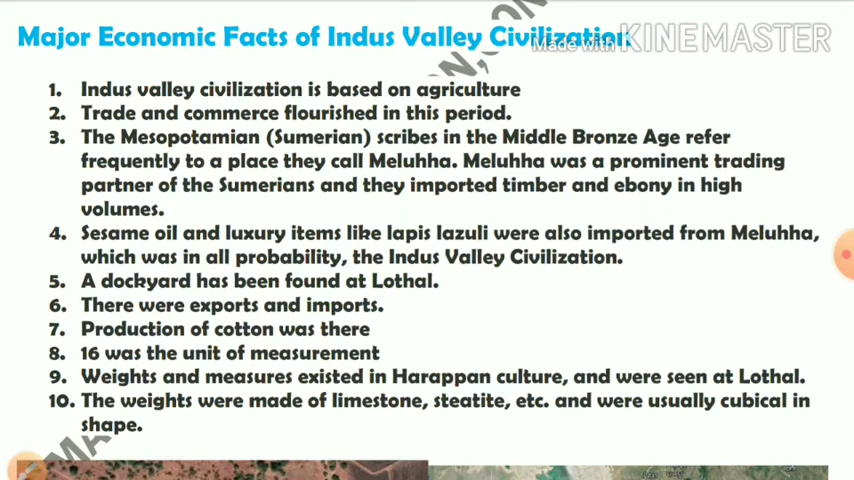 Major Economic Facts of Indus Valley Civilization
Made with KINEMASTER
1. Indus valley civilization is based on agriculture
2. Trade and commerce flourished in this period.
3. The Mesopotamian (Sumerian) scribes in the Middle Bronze Age refer
frequently to a place they call Meluhha. Meluhha was a prominent trading
partner of the Sumerians and they imported timber and ebony in high
volumes.
4. Sesame oil and luxury items like lapis lazuli were also imported from Meluhha,
which was in all probability, the Indus Valley Civilization.
5. A dockyard has been found at Lothal.
6. There were exports and imports.
7. Production of cotton was there
8. 16 was the unit of measurement
9. Weights and measures existed in Harappan culture, and were seen at Lothal.
10. The weights were made of limestone, steatite, etc. and were usually cubical in
shape.